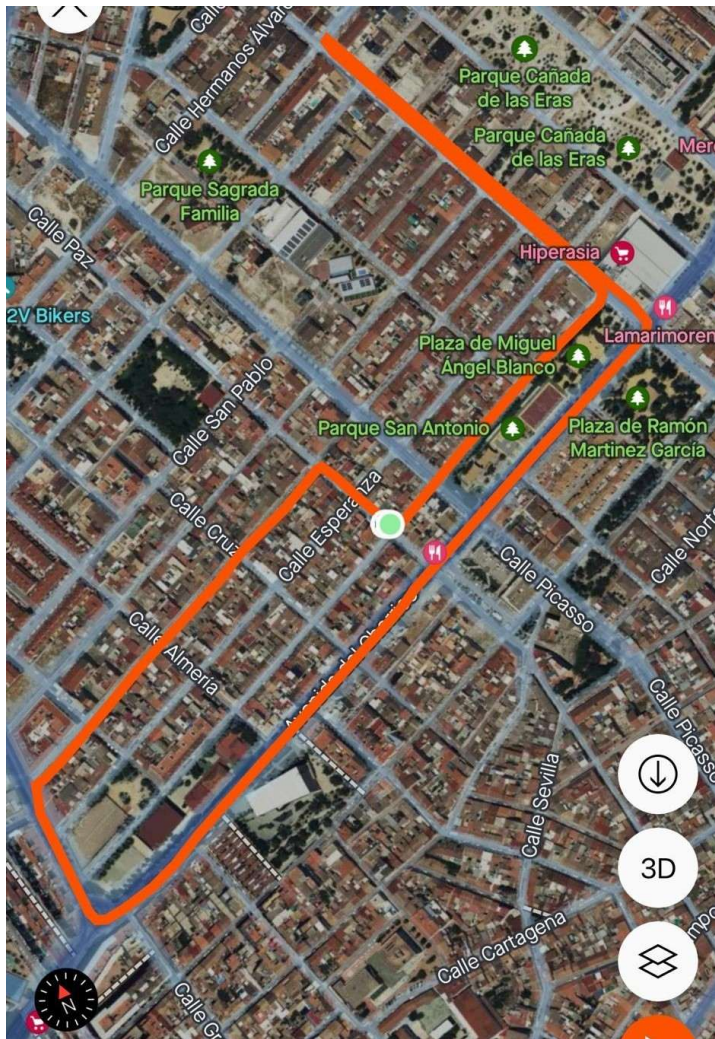 Calle Hermanos Álvaro
Parque Cañada
de las Eras
Parque Cañada
de las Eras
Parque Sagrada
Familia
Calle Paz
Hiperasia
2V Bikers
Lamarimoren
Plaza de Miguel
Ángel Blanco
Calle San Pablo
Parque San Antonio
Plaza de Ramón
Martinez García
Calle Cruz
Calle Esperanza
Calle Norte
Calle Picasso
Calle Almería
Calle Picasso
Calle Sevilla
3D
Calle Cartagena
N